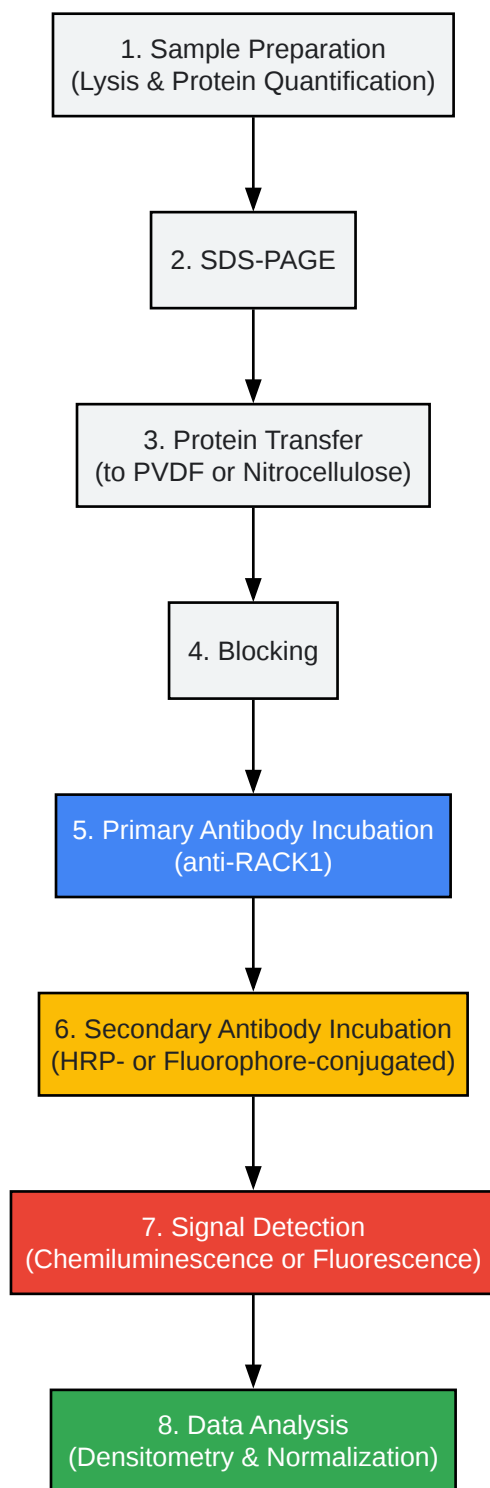 1. Sample Preparation
(Lysis & Protein Quantification)
2. SDS-PAGE
3. Protein Transfer
(to PVDF or Nitrocellulose)
4. Blocking
5. Primary Antibody Incubation
(anti-RACK1)
6. Secondary Antibody Incubation
(HRP- or Fluorophore-conjugated)
7. Signal Detection
(Chemiluminescence or Fluorescence)
8. Data Analysis
(Densitometry & Normalization)